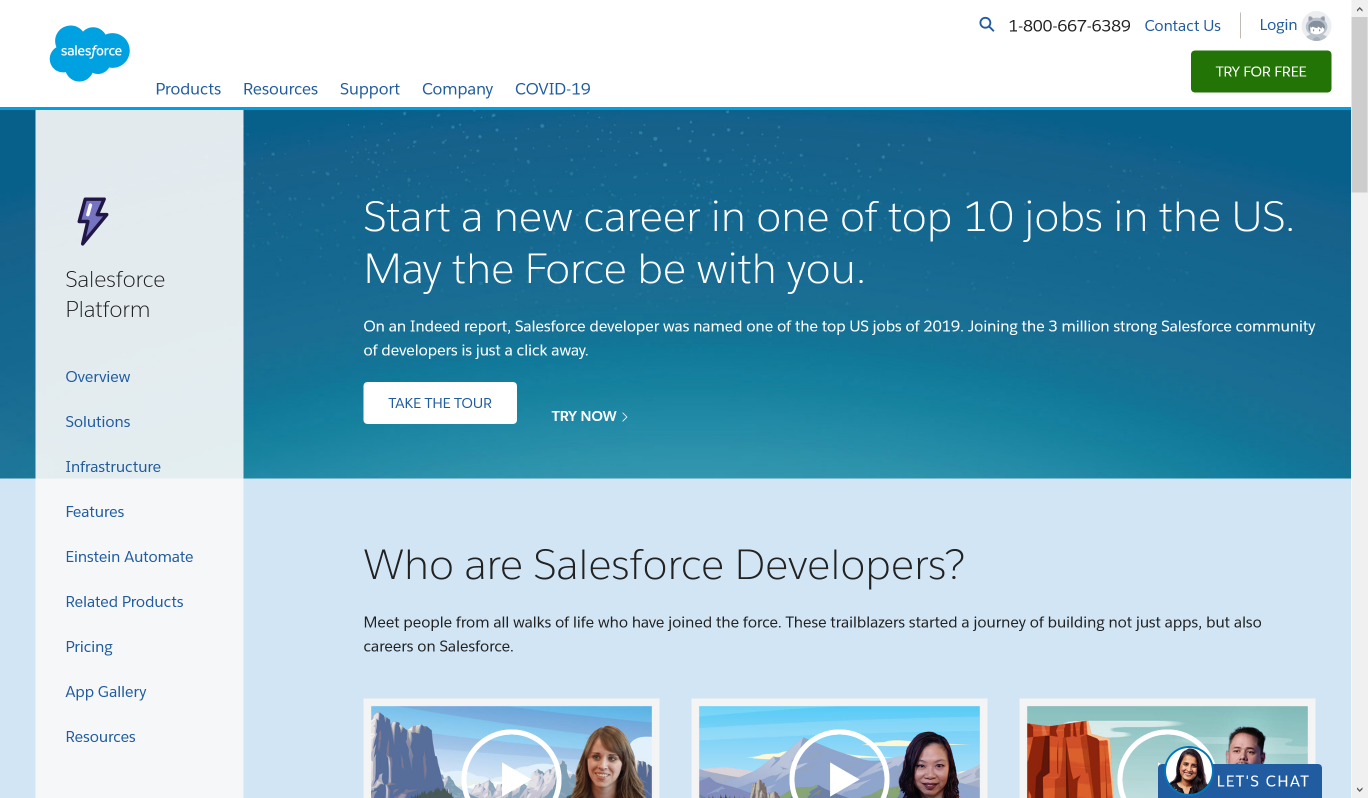 salesforce
1-800-667-6389
Contact Us
Login
TRY FOR FREE
Products
Resources
Support
Company
COVID-19
Salesforce
Platform
Overview
Solutions
Infrastructure
Features
Einstein Automate
Related Products
Pricing
App Gallery
Resources
Start a new career in one of top 10 jobs in the US.
May the Force be with you.
On an Indeed report, Salesforce developer was named one of the top US jobs of 2019. Joining the 3 million strong Salesforce community
of developers is just a click away.
TAKE THE TOUR
TRY NOW
Who are Salesforce Developers?
Meet people from all walks of life who have joined the force. These trailblazers started a journey of building not just apps, but also
careers on Salesforce.
LET'S CHAT